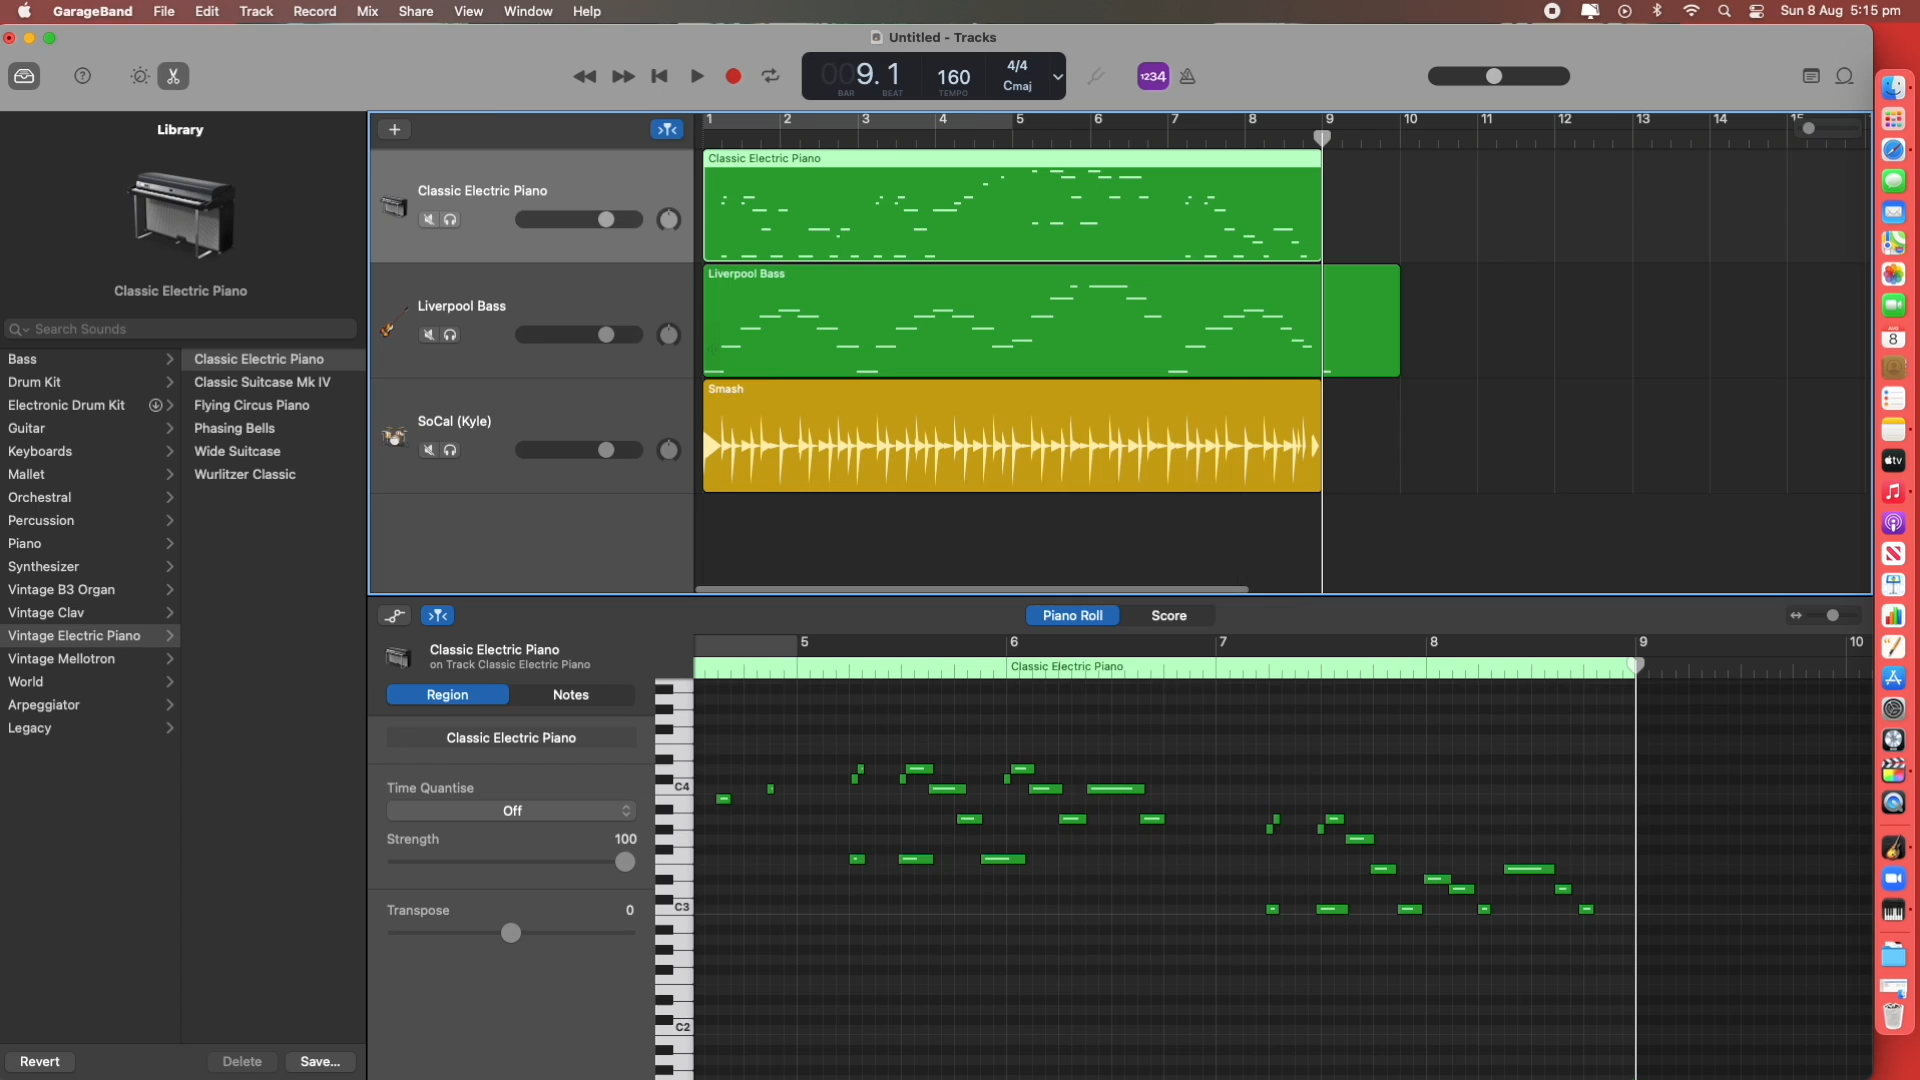 GarageBand File Edit Track Record Mix Share View Window Help
Sun 8 Aug 5:15 pm
Untitled - Tracks
009. 1
BAR BEAT
160
TEMPO
4/4
Cmaj
1234
Library
Classic Electric Piano
Search Sounds
Bass
Drum Kit
Electronic Drum Kit
Guitar
Keyboards
Mallet
Orchestral
Percussion
Piano
Synthesizer
Vintage B3 Organ
Vintage Clav
Vintage Electric Piano
Vintage Mellotron
World
Arpeggiator
Legacy
Classic Electric Piano
Classic Suitcase Mk IV
Flying Circus Piano
Phasing Bells
Wide Suitcase
Wurlitzer Classic
Revert Delete Save...
1 2 3 4 5 6 7 8 9 10 11 12 13 14 15
Classic Electric Piano
Classic Electric Piano
Liverpool Bass
Liverpool Bass
SoCal (Kyle)
Smash
Piano Roll Score
Classic Electric Piano
on Track Classic Electric Piano
Region Notes
Classic Electric Piano
Time Quantise
Off
Strength 100
Transpose 0
5 6 7 8 9 10
Classic Electric Piano
C4
C3
C2
AUG
8
tv